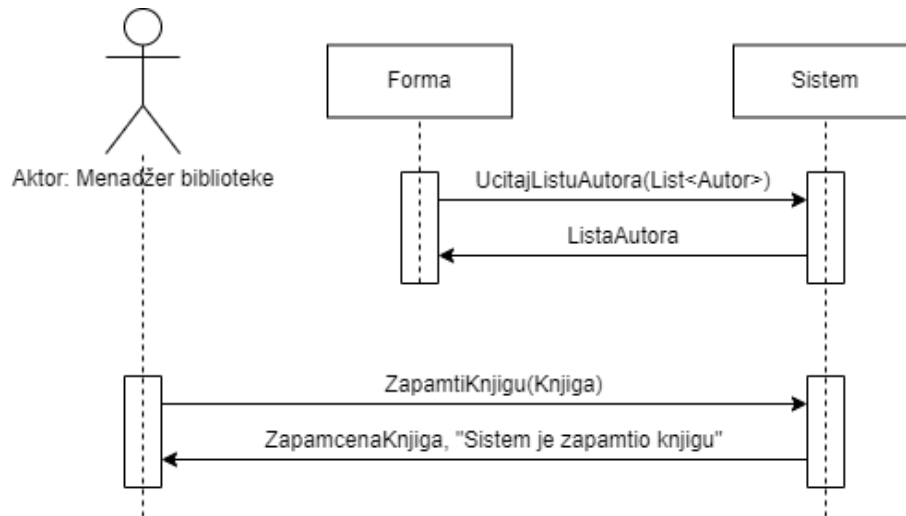 Forma
Sistem
Aktor: Menadžer biblioteke
UcitajListuAutora(List<Autor>)
ListaAutora
ZapamtiKnjigu(Knjiga)
ZapamcenaKnjiga, "Sistem je zapamtio knjigu"